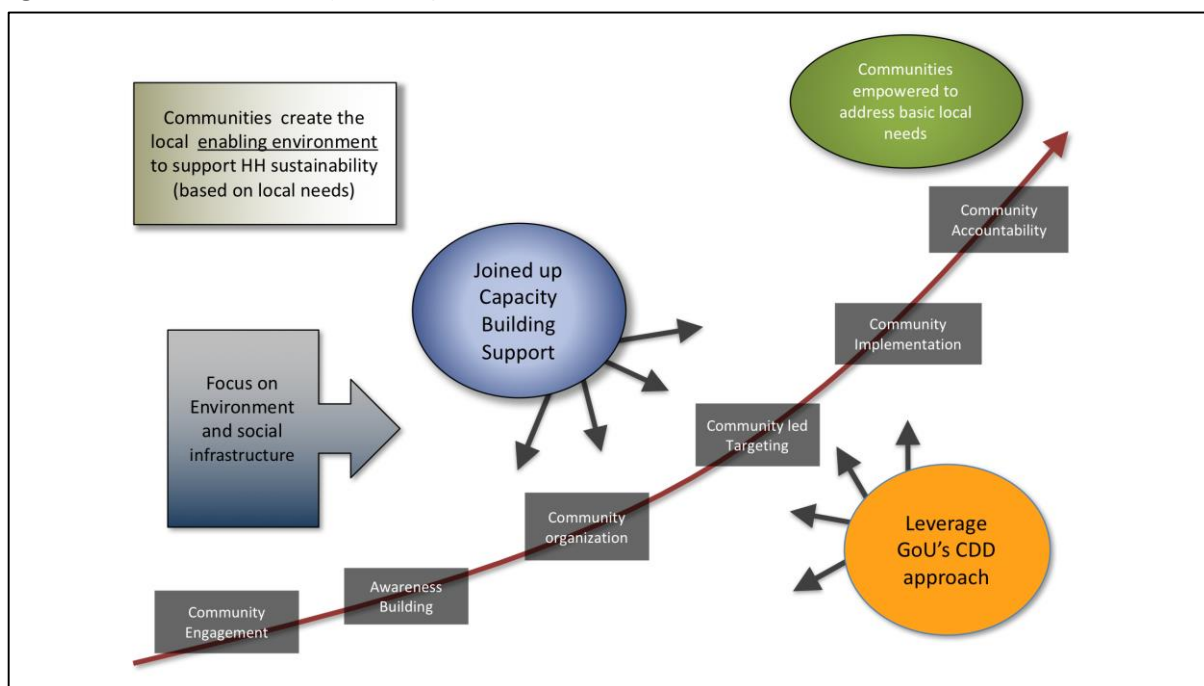 Communities create the
local enabling environment
to support HH sustainability
(based on local needs)
Communities
empowered to
address basic local
needs
Joined up
Capacity
Building
Support
Focus on
Environment
and social
infrastructure
Community
Accountability
Community
Implementation
Community led
Targeting
Community
organization
Awareness
Building
Community
Engagement
Leverage
GoU's CDD
approach